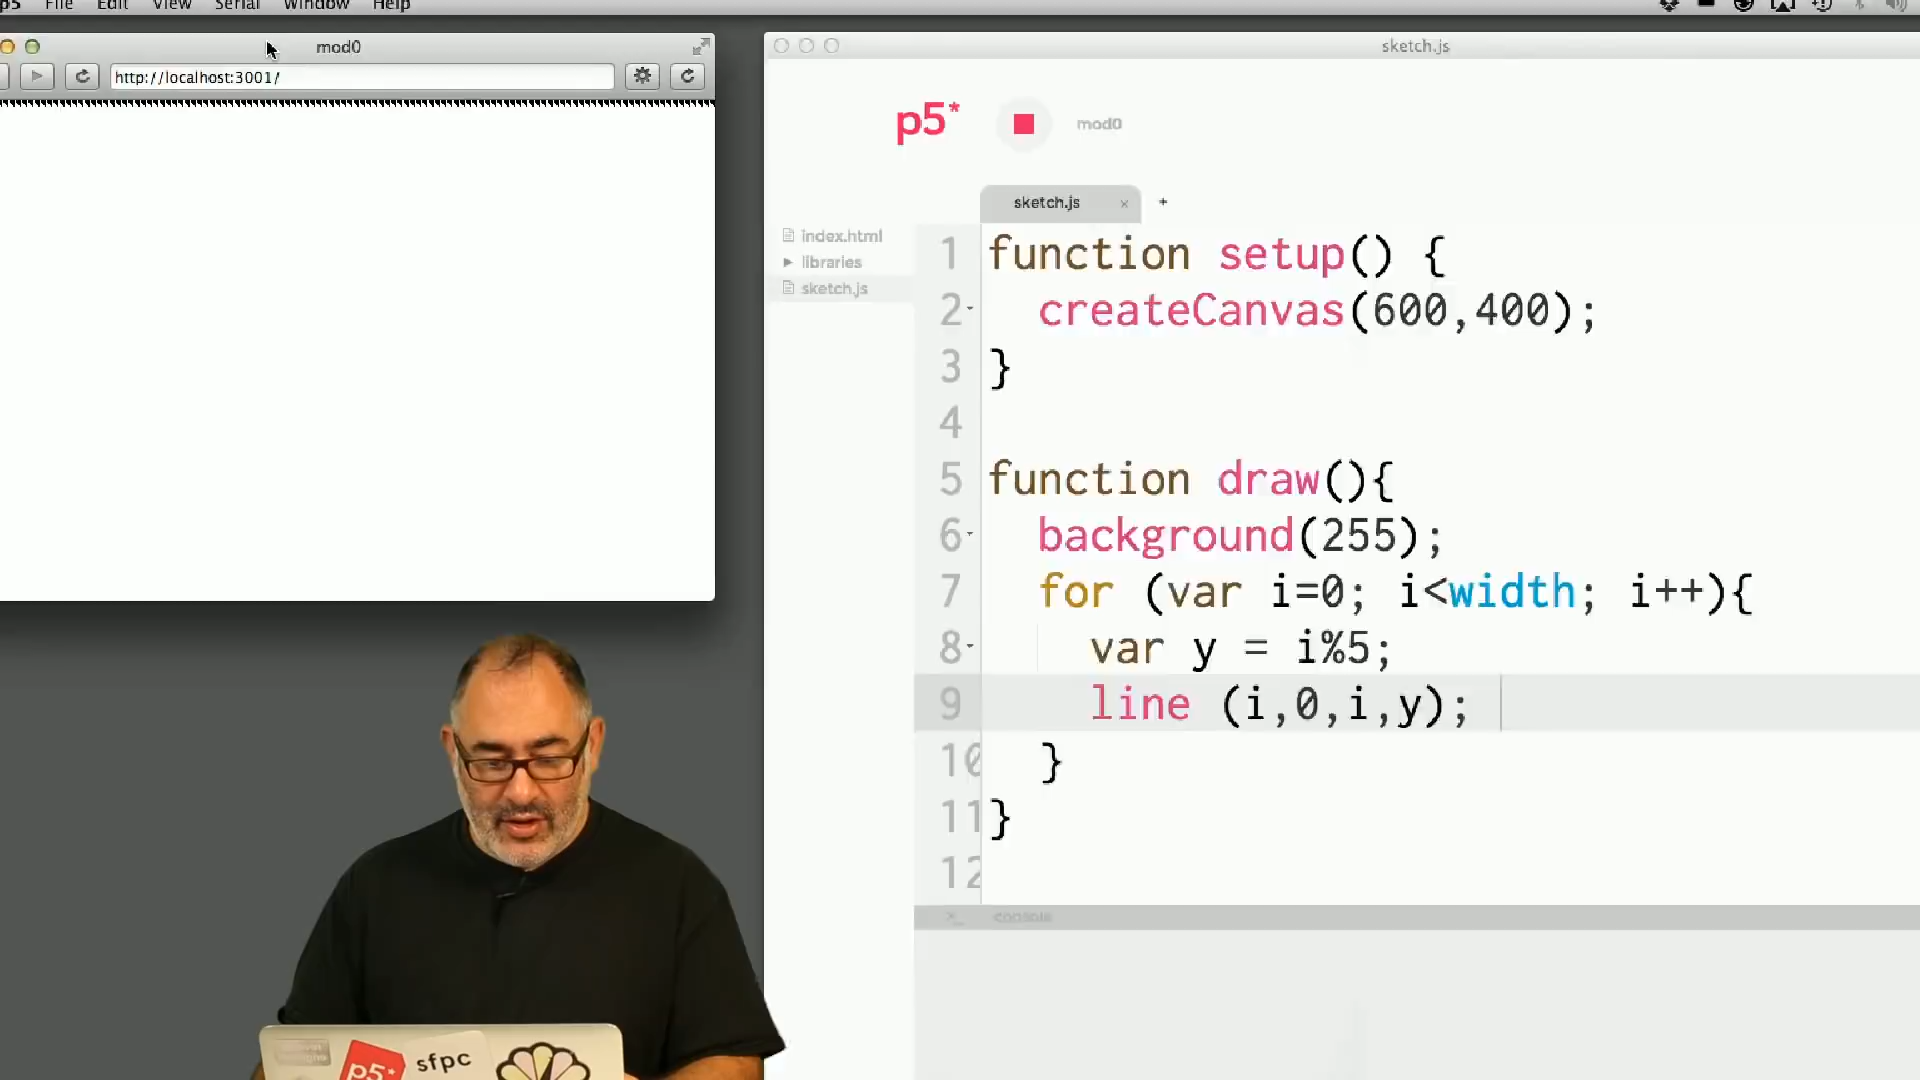 p5 File Edit View Serial Window Help
mod0
http://localhost:3001/
sketch.js
p5*
mod0
sketch.js × +
index.html
libraries
sketch.js
1 function setup() {
2 createCanvas(600,400);
3 }
4
5 function draw(){
6 background(255);
7 for (var i=0; i<width; i++){
8 var y = i%5;
9 line (i,0,i,y);
10 }
11 }
12
>_ console
p5*
sfpc